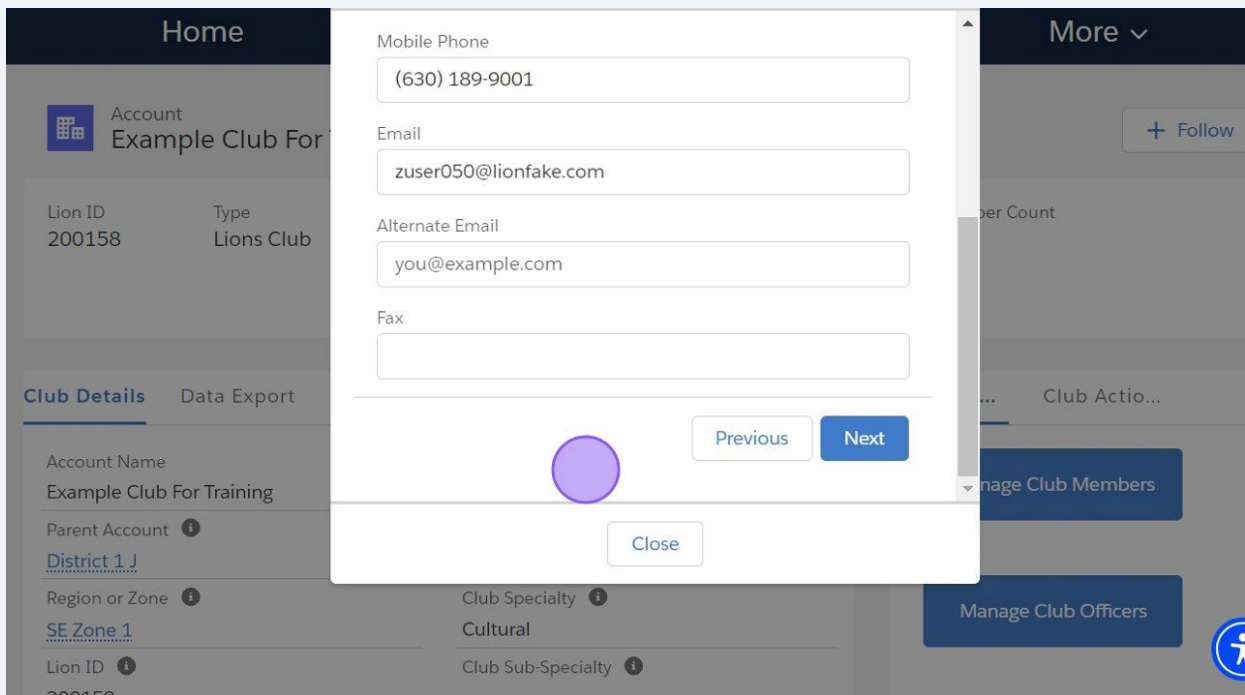 Home
More
Account
Example Club For
Follow
Lion ID
200158
Type
Lions Club
Count
Mobile Phone
(630) 189-9001
Email
zuser050@lionfake.com
Alternate Email
you@example.com
Fax
Previous
Next
Close
Club Details
Data Export
...
Club Actio...
Account Name
Example Club For Training
Parent Account
District 1 J
Region or Zone
SE Zone 1
Lion ID
Club Specialty
Cultural
Club Sub-Specialty
Club Members
Manage Club Officers